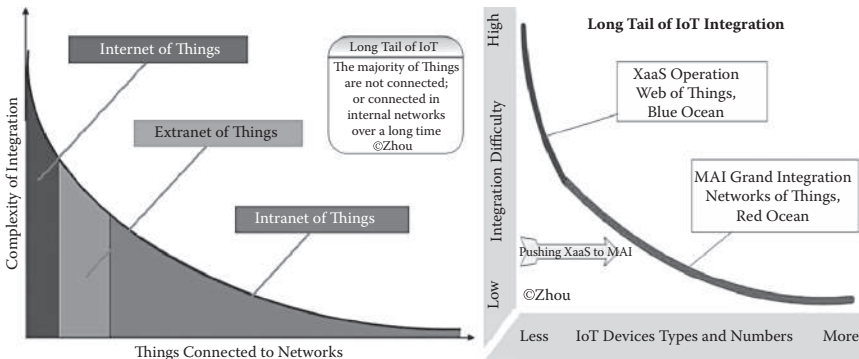 Internet of Things
Extranet of Things
Intranet of Things
Long Tail of IoT
The majority of Things
are not connected;
or connected in
internal networks
over a long time
©Zhou
Complexity of Integration
Things Connected to Networks
Long Tail of IoT Integration
High
Integration Difficulty
Low
XaaS Operation
Web of Things,
Blue Ocean
MAI Grand Integration
Networks of Things,
Red Ocean
Pushing XaaS to MAI
©Zhou
Less IoT Devices Types and Numbers More